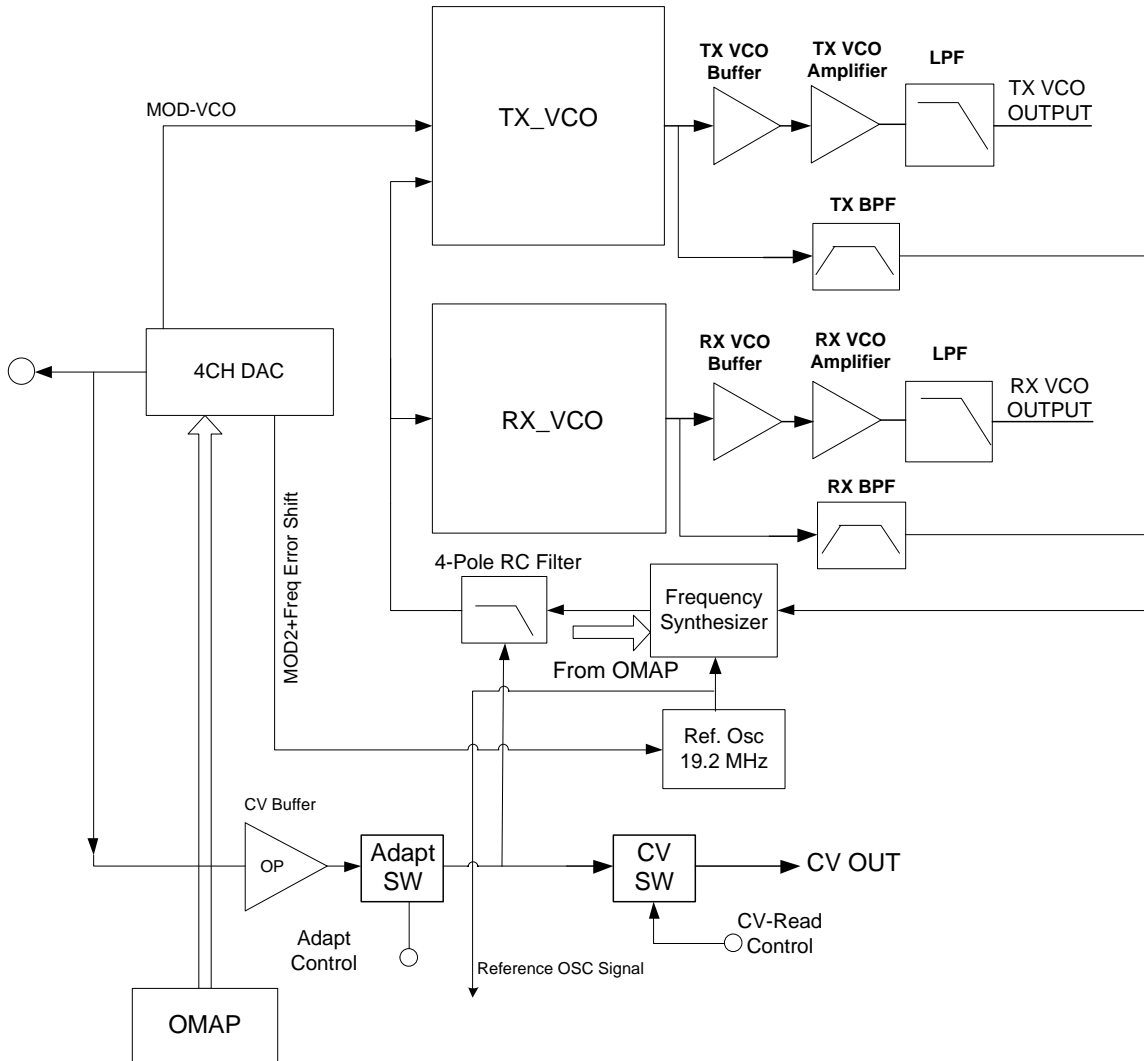 TX VCO
Buffer
TX VCO
Amplifier
LPF
TX VCO
OUTPUT
MOD-VCO
TX_VCO
TX BPF
RX VCO
Buffer
RX VCO
Amplifier
LPF
RX VCO
OUTPUT
4CH DAC
RX_VCO
RX BPF
MOD2+Freq Error Shift
4-Pole RC Filter
Frequency
Synthesizer
From OMAP
Ref. Osc
19.2 MHz
CV Buffer
OP
Adapt
SW
CV
SW
CV OUT
Adapt
Control
CV-Read
Control
Reference OSC Signal
OMAP